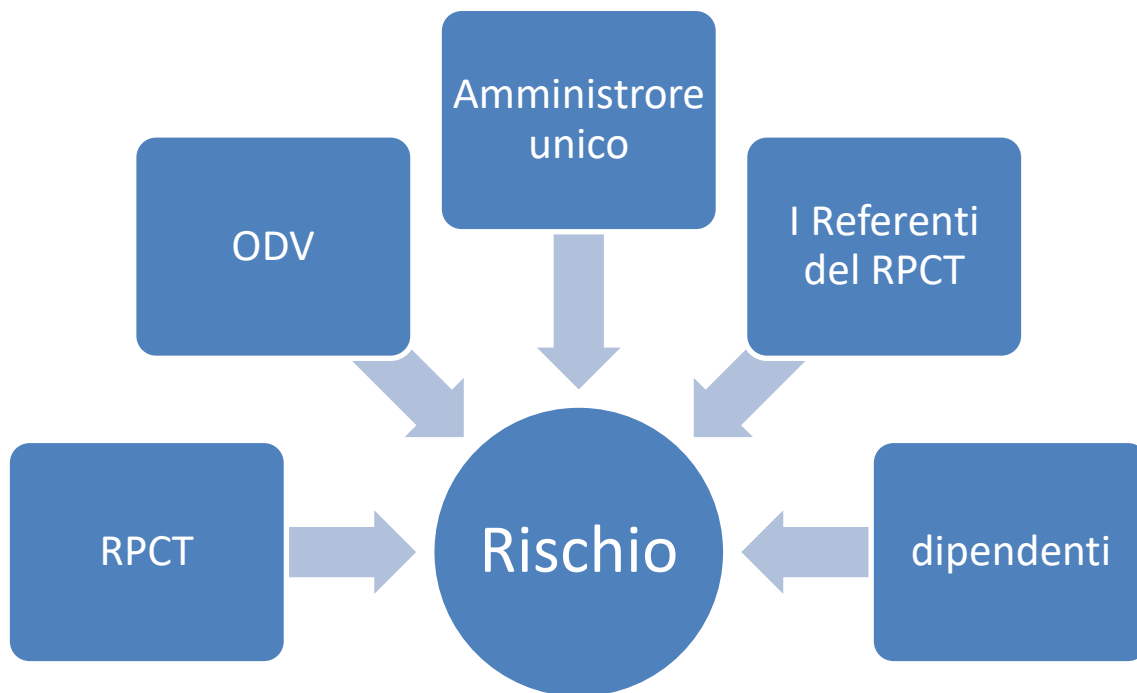 Amministrore
unico
ODV
I Referenti
del RPCT
RPCT
Rischio
dipendenti